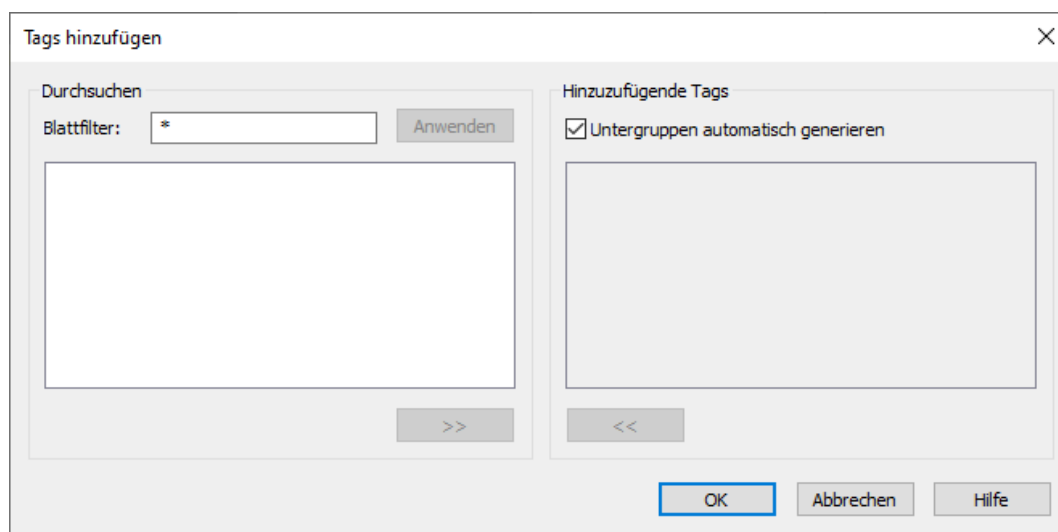 Tags hinzufügen
Durchsuchen
Blattfilter: * Anwenden
>>
Hinzuzufügende Tags
Untergruppen automatisch generieren
<<
OK Abbrechen Hilfe